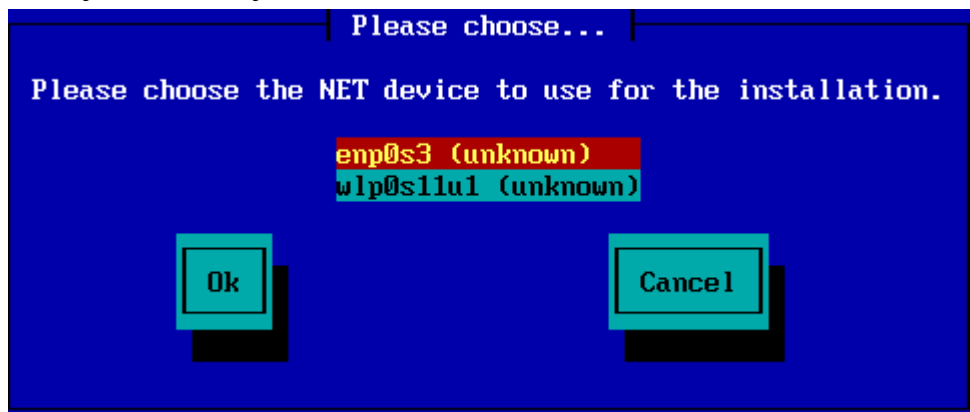 Please choose...
Please choose the NET device to use for the installation.
enp0s3 (unknown)
wlp0s11u1 (unknown)
Ok
Cancel